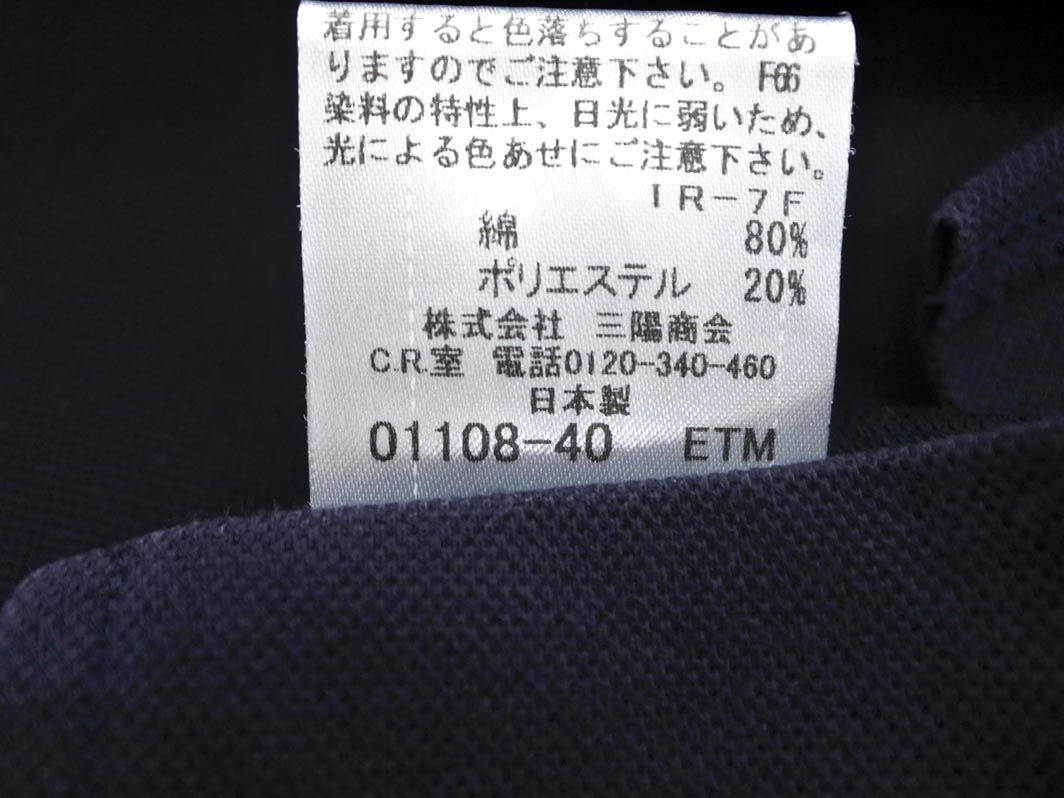 着用すると色落ちすることがあ
りますのでご注意下さい。 F66
染料の特性上、日光に弱いため、
光による色あせにご注意下さい。
IR-7F
綿 80%
ポリエステル 20%
株式会社 三陽商会
C.R.室 電話0120-340-460
日本製
01108-40 ETM